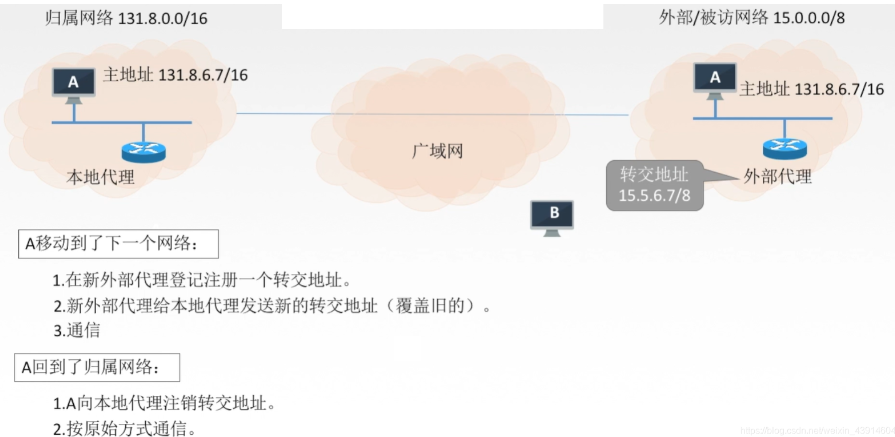 归属网络 131.8.0.0/16
外部/被访网络 15.0.0.0/8
A
主地址 131.8.6.7/16
A
主地址 131.8.6.7/16
广域网
本地代理
转交地址
15.5.6.7/8
外部代理
B
A移动到了下一个网络：
1.在新外部代理登记注册一个转交地址。
2.新外部代理给本地代理发送新的转交地址（覆盖旧的）。
3.通信
A回到了归属网络：
1.A向本地代理注销转交地址。
2.按原始方式通信。